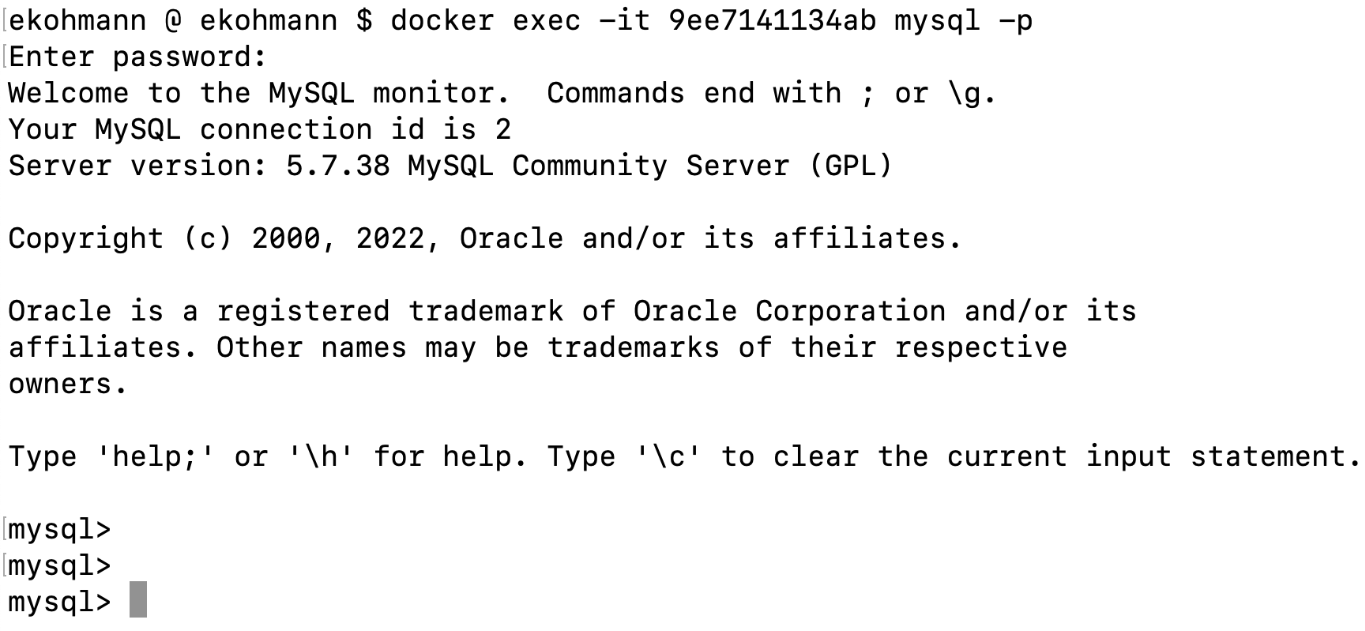 ekohmann @ ekohmann $ docker exec -it 9ee7141134ab mysql -p
Enter password:
Welcome to the MySQL monitor.  Commands end with ; or \g.
Your MySQL connection id is 2
Server version: 5.7.38 MySQL Community Server (GPL)

Copyright (c) 2000, 2022, Oracle and/or its affiliates.

Oracle is a registered trademark of Oracle Corporation and/or its
affiliates. Other names may be trademarks of their respective
owners.

Type 'help;' or '\h' for help. Type '\c' to clear the current input statement.

mysql>
mysql>
mysql>